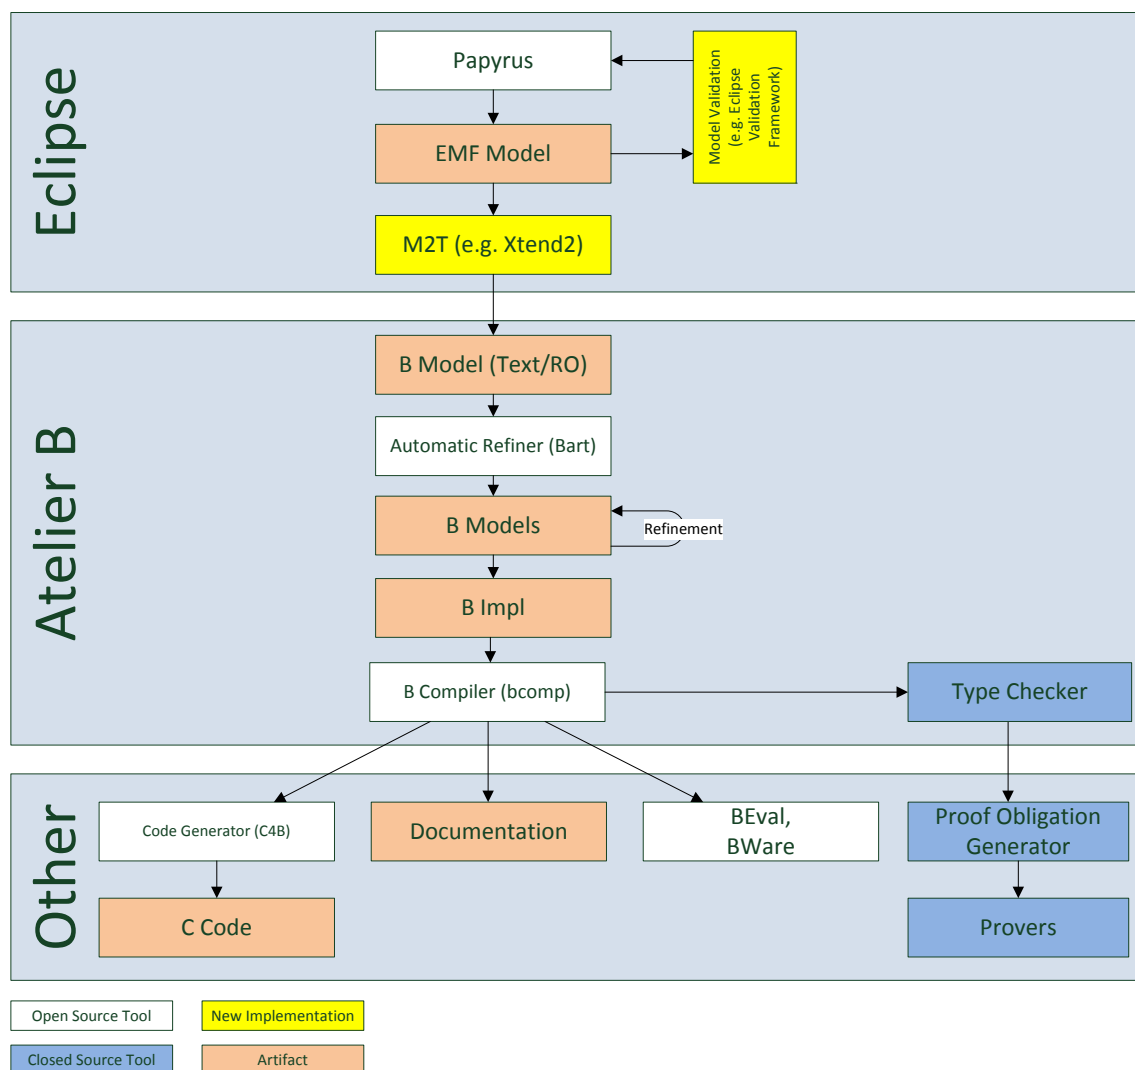 Eclipse
Papyrus
Model Validation
(e.g. Eclipse
Validation
Framework)
EMF Model
M2T (e.g. Xtend2)
Atelier B
B Model (Text/RO)
Automatic Refiner (Bart)
B Models
Refinement
B Impl
B Compiler (bcomp)
Type Checker
Other
Code Generator (C4B)
Documentation
BEval,
BWare
Proof Obligation
Generator
C Code
Provers
Open Source Tool
New Implementation
Closed Source Tool
Artifact